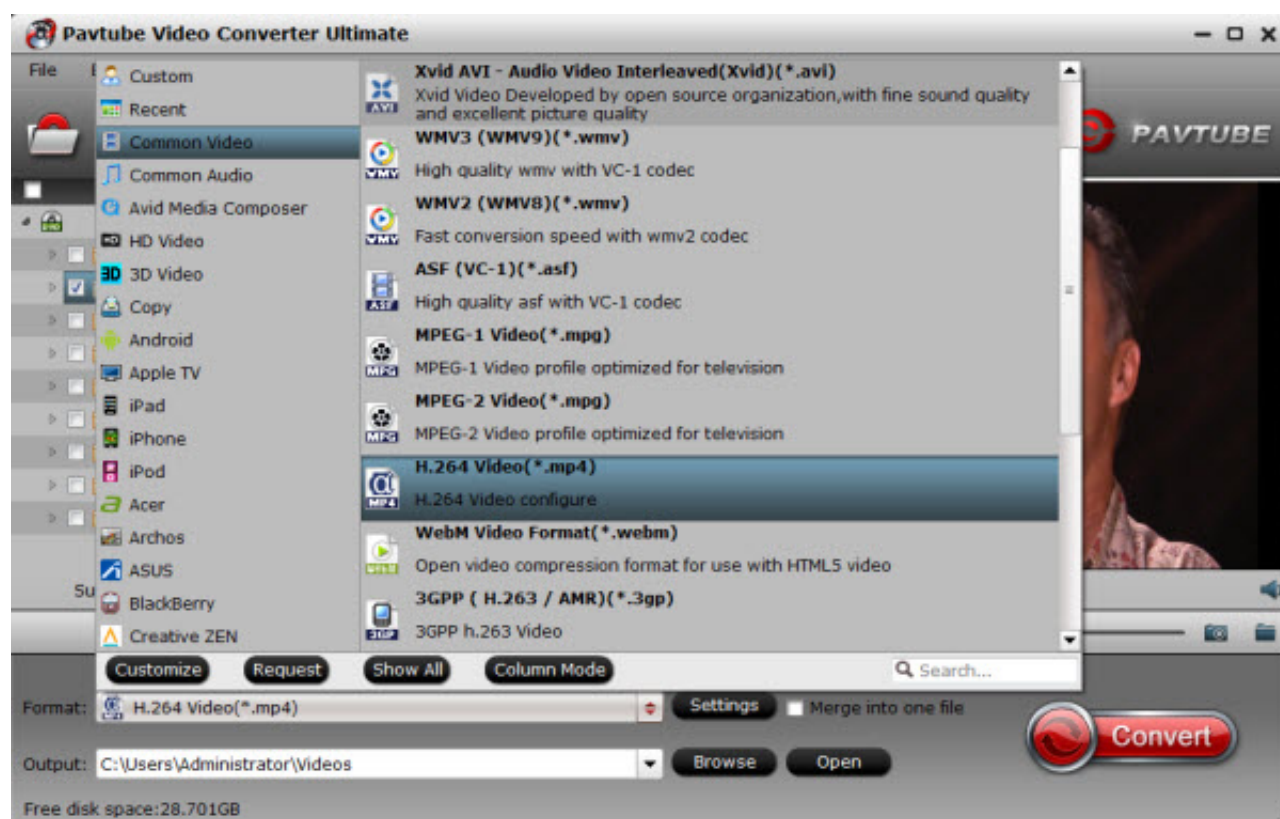 Pavtube Video Converter Ultimate
File
PAVTUBE
Custom
Recent
Common Video
Common Audio
Avid Media Composer
HD Video
3D Video
Copy
Android
Apple TV
iPad
iPhone
iPod
Acer
Archos
ASUS
BlackBerry
Creative ZEN
Xvid AVI - Audio Video Interleaved(Xvid)(*.avi)
Xvid Video Developed by open source organization,with fine sound quality
and excellent picture quality
WMV3 (WMV9)(*.wmv)
High quality wmv with VC-1 codec
WMV2 (WMV8)(*.wmv)
Fast conversion speed with wmv2 codec
ASF (VC-1)(*.asf)
High quality asf with VC-1 codec
MPEG-1 Video(*.mpg)
MPEG-1 Video profile optimized for television
MPEG-2 Video(*.mpg)
MPEG-2 Video profile optimized for television
H.264 Video(*.mp4)
H.264 Video configure
WebM Video Format(*.webm)
Open video compression format for use with HTML5 video
3GPP ( H.263 / AMR)(*.3gp)
3GPP h.263 Video
Su
Customize Request Show All Column Mode Search...
Format: H.264 Video(*.mp4) Settings Merge into one file
Convert
Output: C:\Users\Administrator\Videos Browse Open
Free disk space:28.701GB